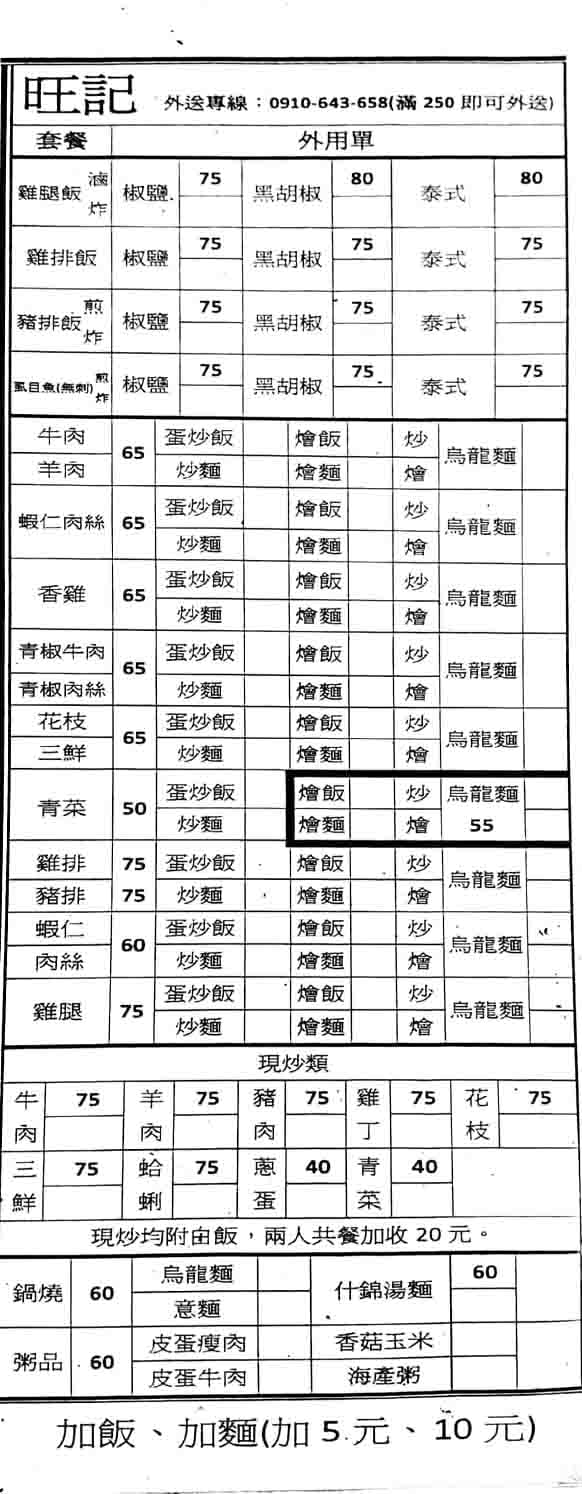 旺記 外送專線：0910-643-658(滿 250 即可外送)
套餐 外用單
雞腿飯 滷 炸 椒鹽 75 黑胡椒 80 泰式 80
雞排飯 椒鹽 75 黑胡椒 75 泰式 75
豬排飯 煎 炸 椒鹽 75 黑胡椒 75 泰式 75
虱目魚(無刺) 煎 炸 椒鹽 75 黑胡椒 75 泰式 75
牛肉 65 蛋炒飯 燴飯 炒 烏龍麵
羊肉 炒麵 燴麵 燴
蝦仁肉絲 65 蛋炒飯 燴飯 炒 烏龍麵
炒麵 燴麵 燴
香雞 65 蛋炒飯 燴飯 炒 烏龍麵
炒麵 燴麵 燴
青椒牛肉 65 蛋炒飯 燴飯 炒 烏龍麵
青椒肉絲 炒麵 燴麵 燴
花枝 65 蛋炒飯 燴飯 炒 烏龍麵
三鮮 炒麵 燴麵 燴
青菜 50 蛋炒飯 燴飯 炒 烏龍麵
炒麵 燴麵 燴 55
雞排 75 蛋炒飯 燴飯 炒 烏龍麵
豬排 75 炒麵 燴麵 燴
蝦仁 60 蛋炒飯 燴飯 炒 烏龍麵
肉絲 炒麵 燴麵 燴
雞腿 75 蛋炒飯 燴飯 炒 烏龍麵
炒麵 燴麵 燴
現炒類
牛肉 75 羊肉 75 豬肉 75 雞丁 75 花枝 75
三鮮 75 蛤蜊 75 蔥蛋 40 青菜 40
現炒均附白飯，兩人共餐加收 20 元。
鍋燒 60 烏龍麵 什錦湯麵 60
意麵
粥品 60 皮蛋瘦肉 香菇玉米
皮蛋牛肉 海產粥
加飯、加麵(加 5 元、10 元)